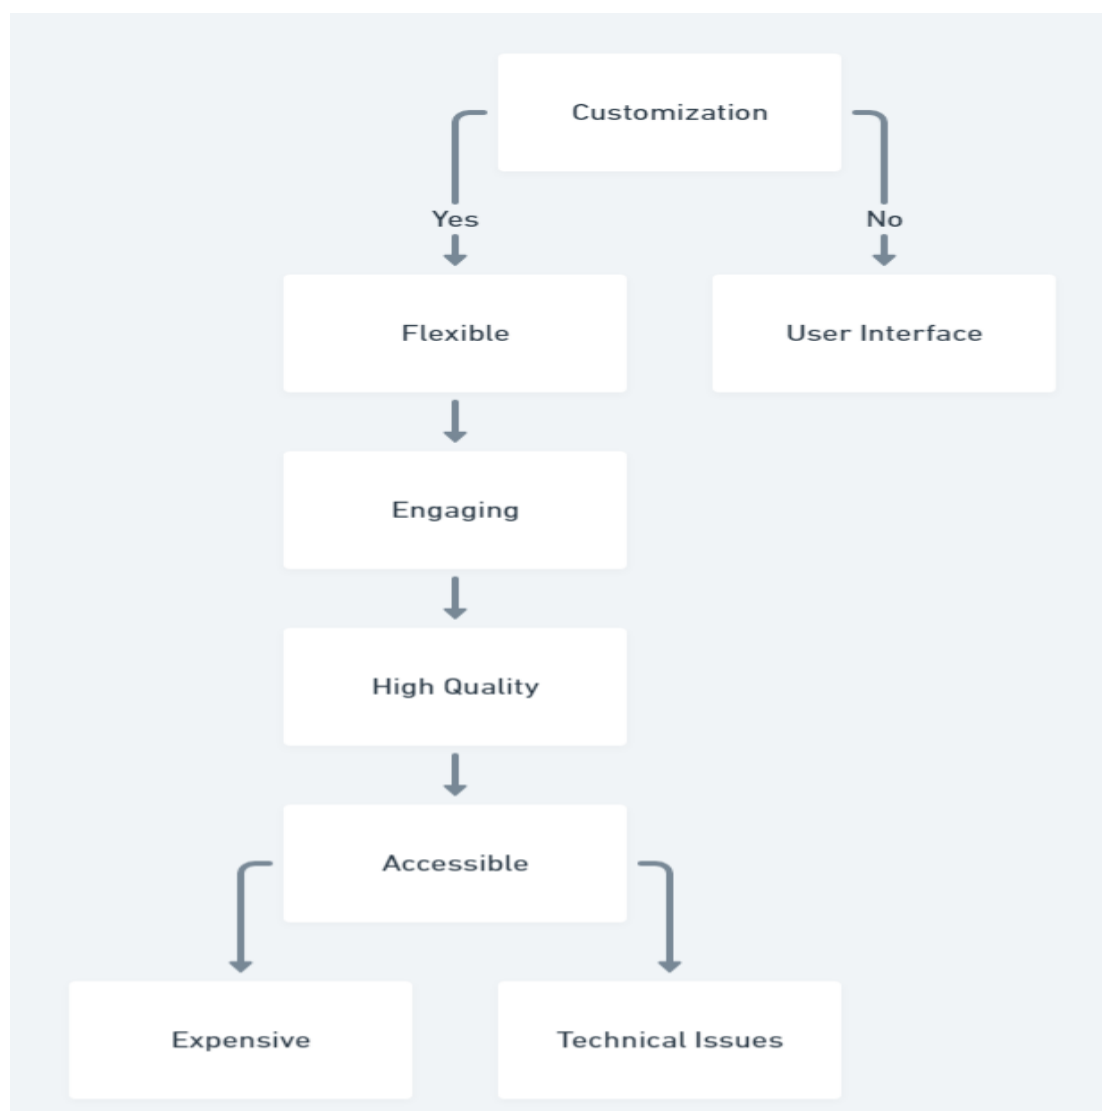 Customization
Yes
No
Flexible
User Interface
Engaging
High Quality
Accessible
Expensive
Technical Issues